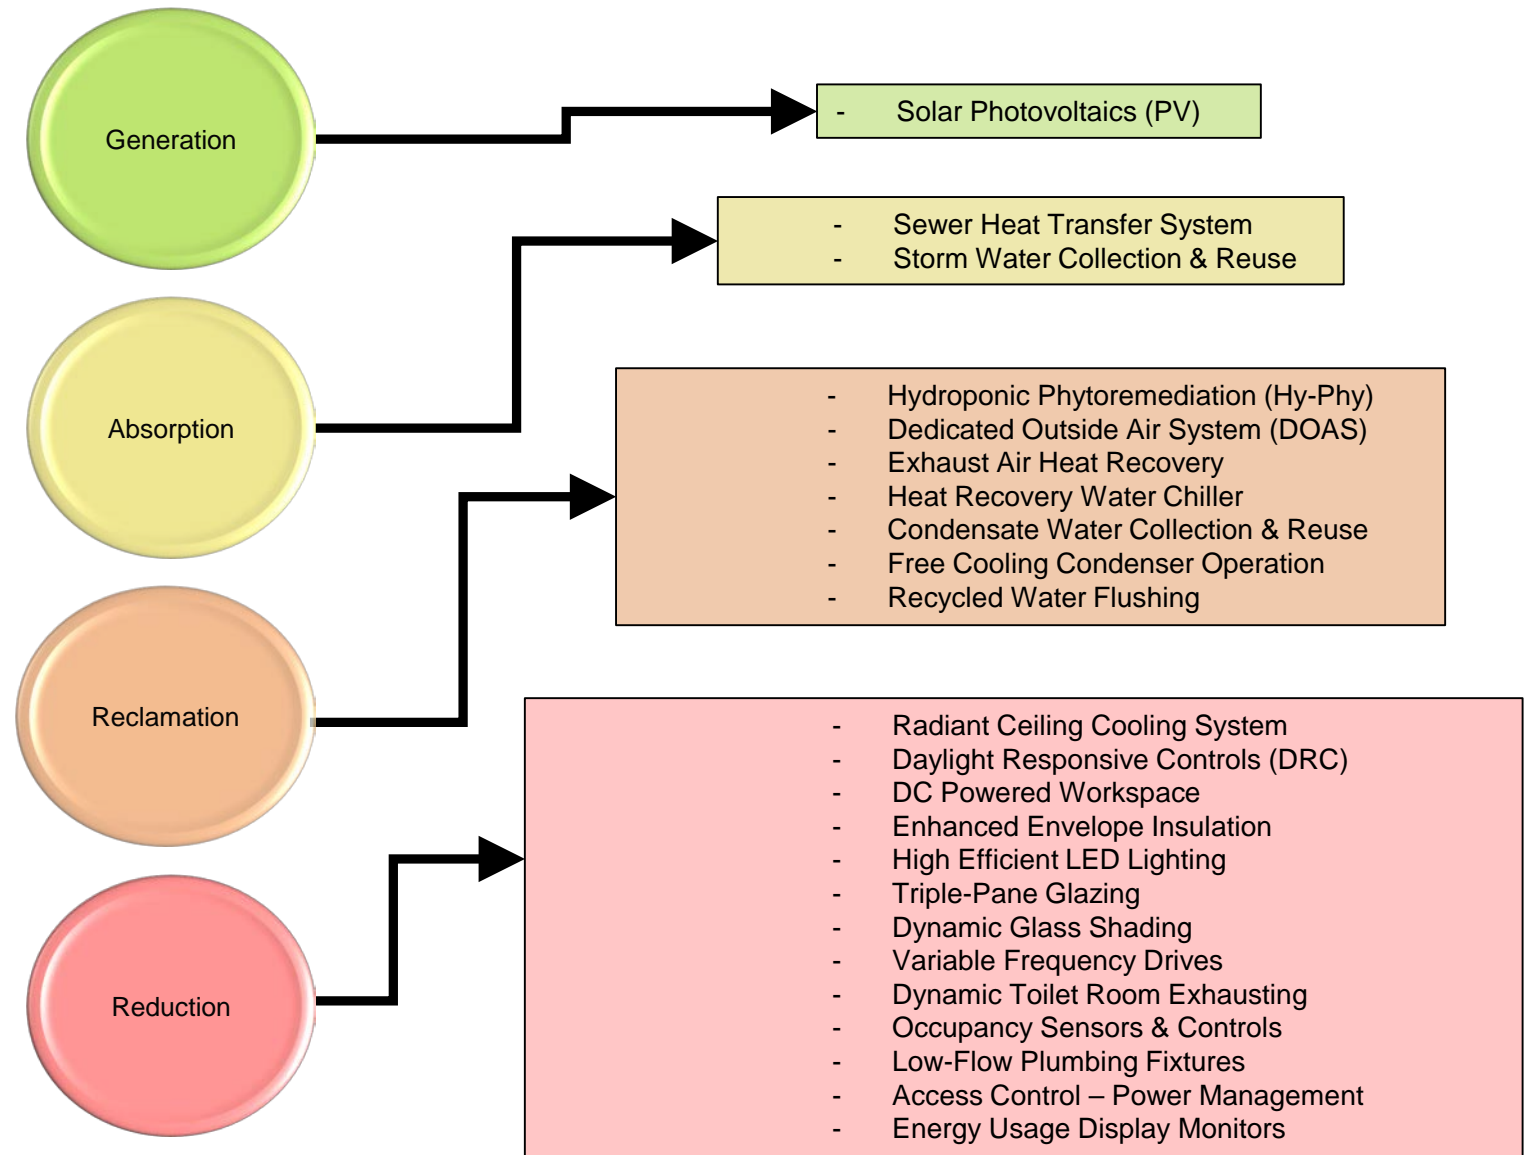 Generation
- Solar Photovoltaics (PV)
Absorption
- Sewer Heat Transfer System
- Storm Water Collection & Reuse
Reclamation
- Hydroponic Phytoremediation (Hy-Phy)
- Dedicated Outside Air System (DOAS)
- Exhaust Air Heat Recovery
- Heat Recovery Water Chiller
- Condensate Water Collection & Reuse
- Free Cooling Condenser Operation
- Recycled Water Flushing
Reduction
- Radiant Ceiling Cooling System
- Daylight Responsive Controls (DRC)
- DC Powered Workspace
- Enhanced Envelope Insulation
- High Efficient LED Lighting
- Triple-Pane Glazing
- Dynamic Glass Shading
- Variable Frequency Drives
- Dynamic Toilet Room Exhausting
- Occupancy Sensors & Controls
- Low-Flow Plumbing Fixtures
- Access Control – Power Management
- Energy Usage Display Monitors